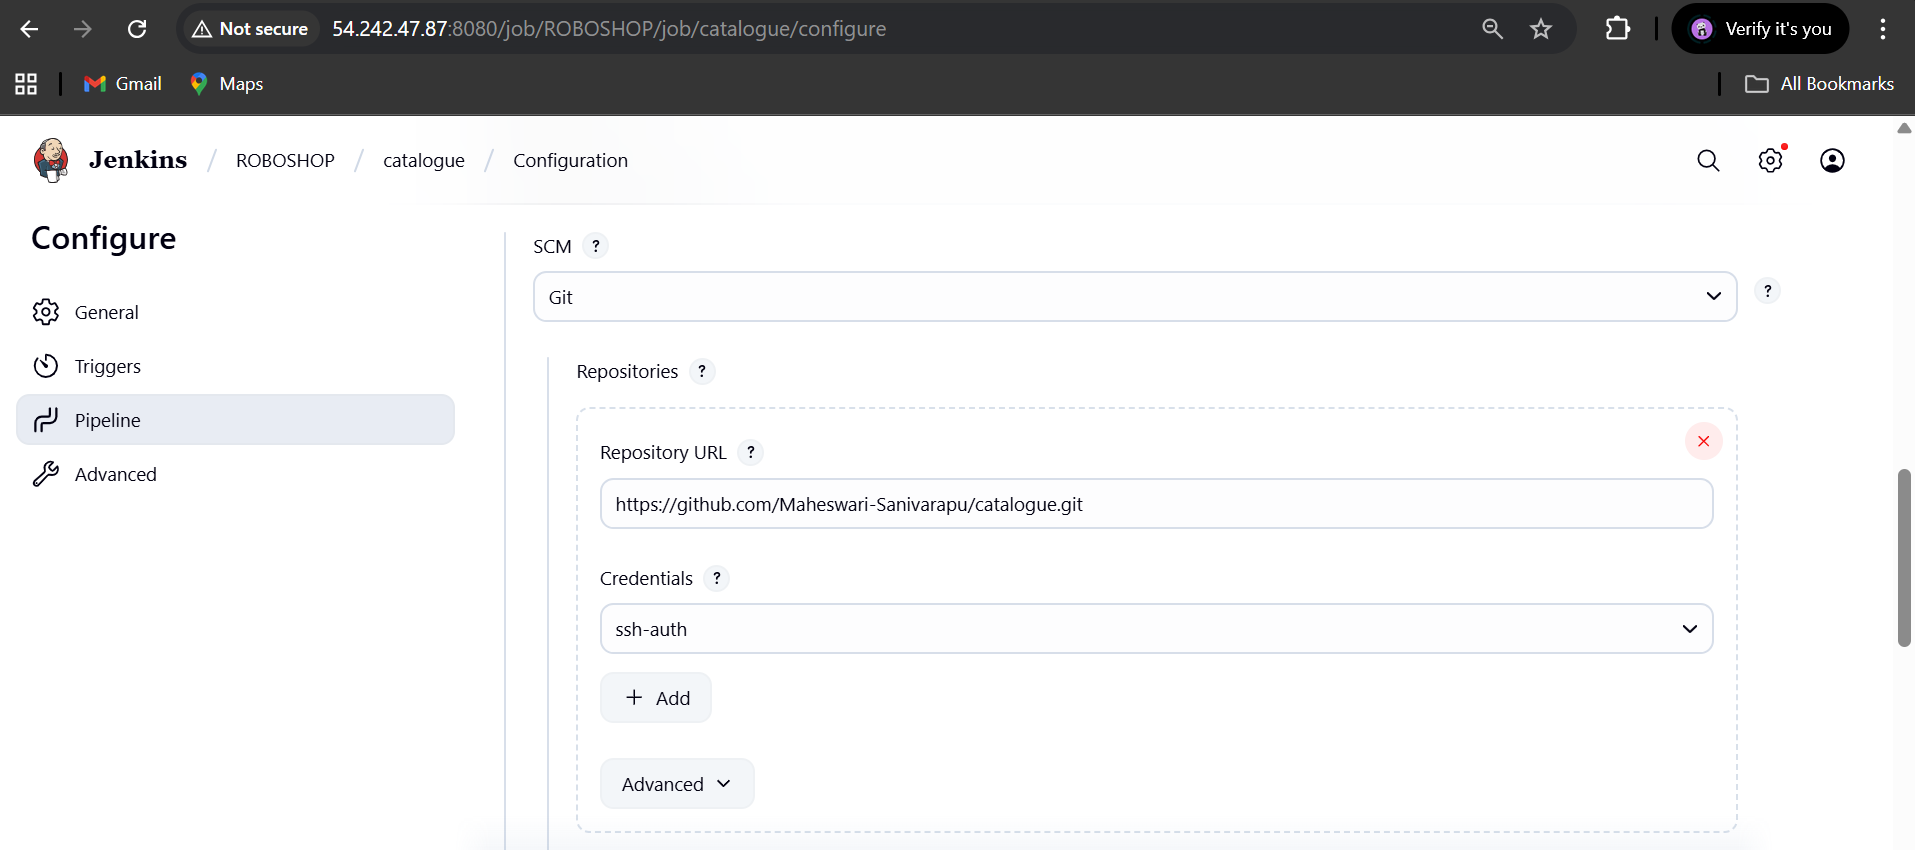 Not secure 54.242.47.87:8080/job/ROBOSHOP/job/catalogue/configure Verify it's you
Gmail Maps All Bookmarks
Jenkins / ROBOSHOP / catalogue / Configuration
Configure
General
Triggers
Pipeline
Advanced
SCM ?
Git
?
Repositories ?
Repository URL ?
https://github.com/Maheswari-Sanivarapu/catalogue.git
Credentials ?
ssh-auth
+ Add
Advanced